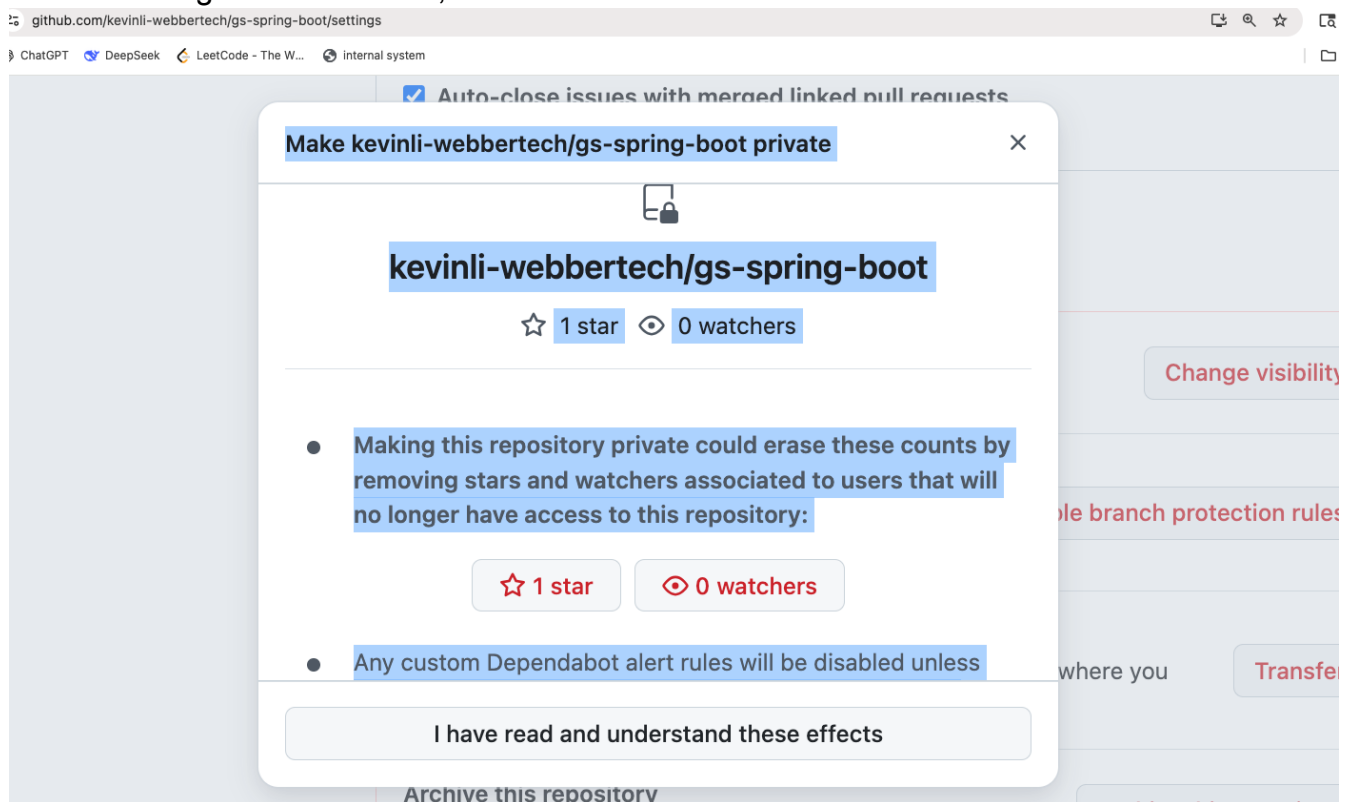 github.com/kevinli-webbertech/gs-spring-boot/settings
ChatGPT DeepSeek LeetCode - The W... internal system
Auto-close issues with merged linked pull requests
Make kevinli-webbertech/gs-spring-boot private
kevinli-webbertech/gs-spring-boot
1 star 0 watchers
Change visibility
Making this repository private could erase these counts by
removing stars and watchers associated to users that will
no longer have access to this repository:
branch protection rules
1 star 0 watchers
Any custom Dependabot alert rules will be disabled unless
where you
I have read and understand these effects
Archive this repository